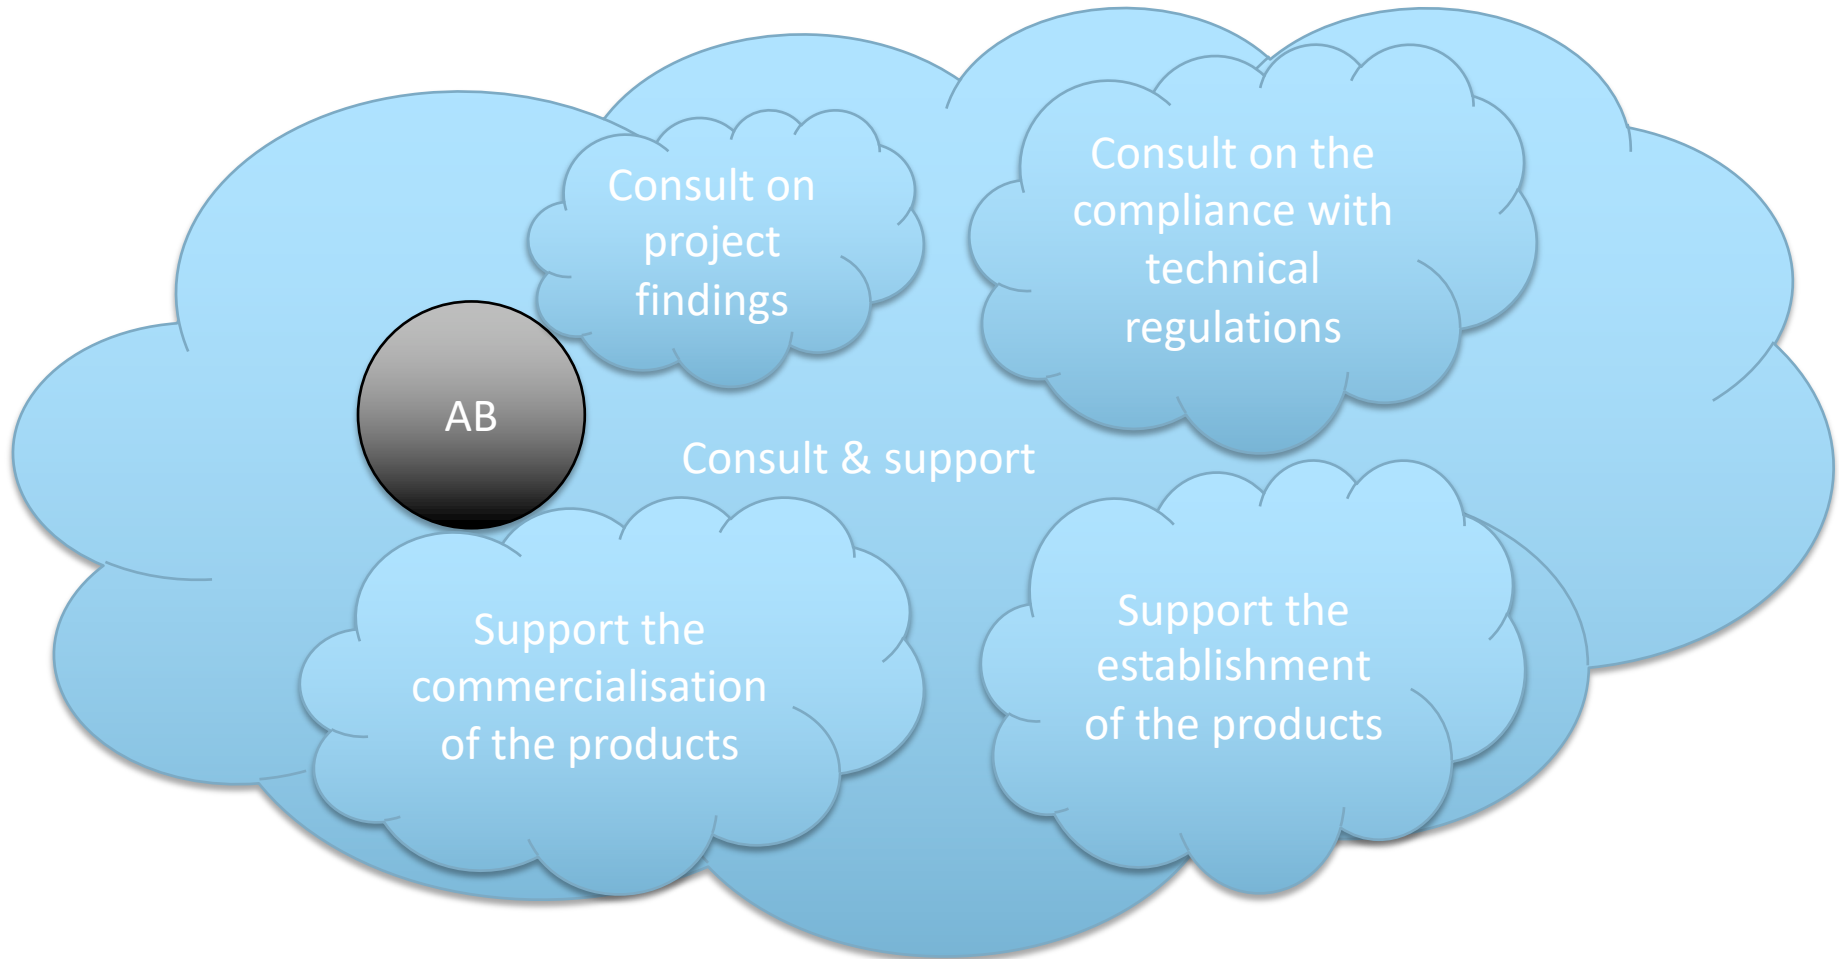 Consult on
project
findings
Consult on the
compliance with
technical
regulations
AB
Consult & support
Support the
commercialisation
of the products
Support the
establishment
of the products